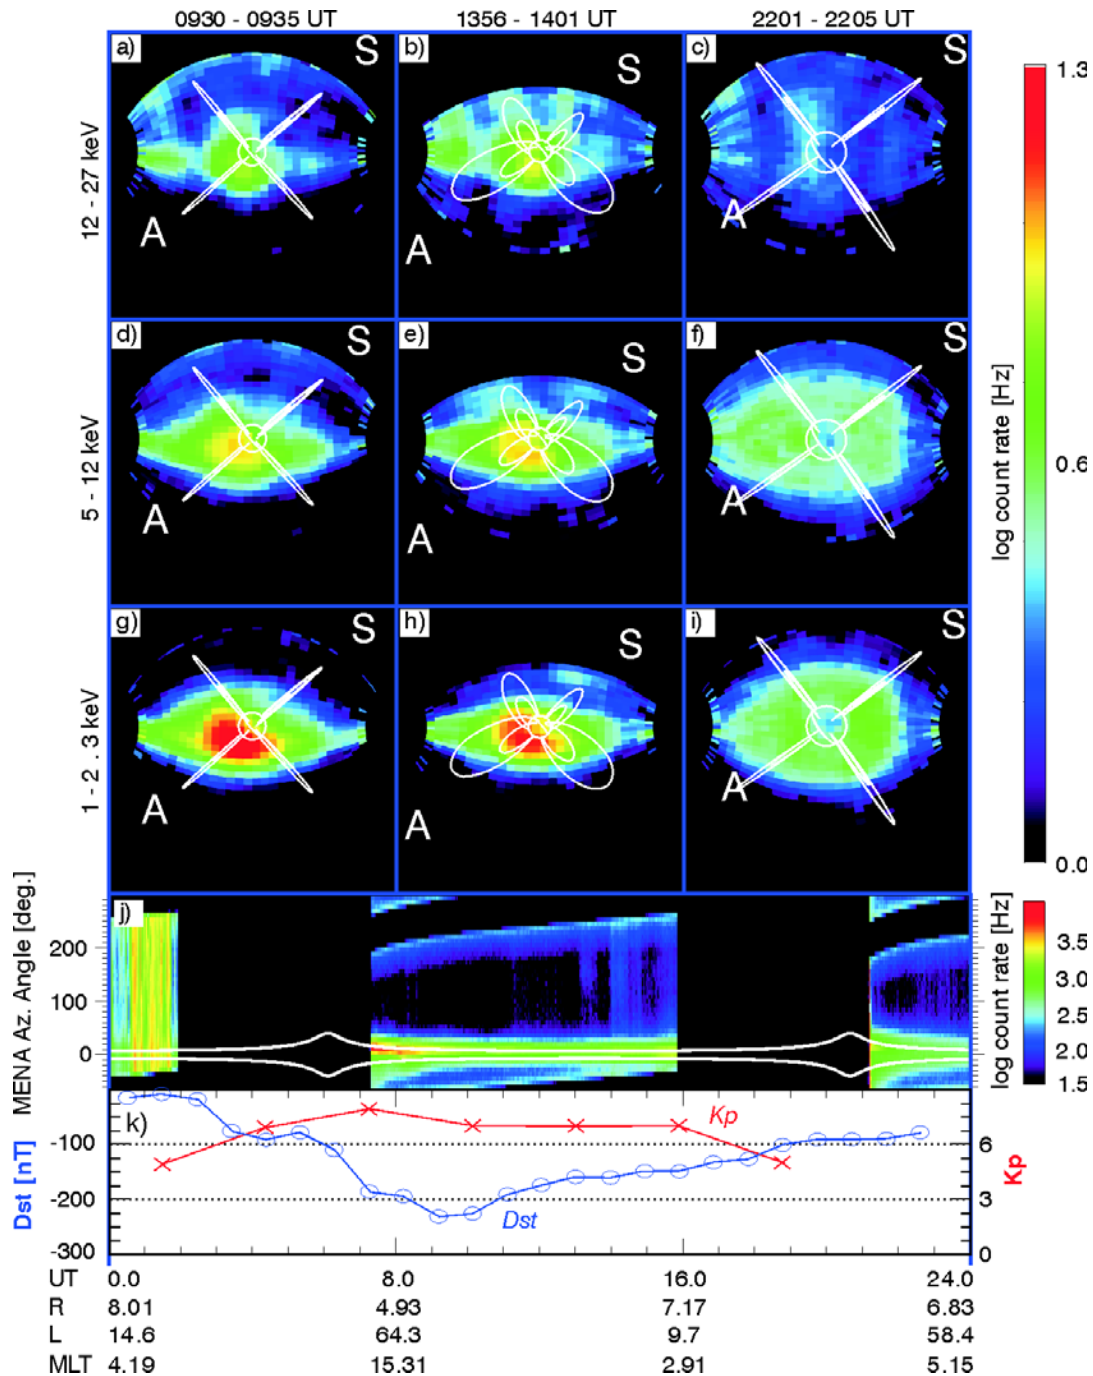 0930 - 0935 UT 1356 - 1401 UT 2201 - 2205 UT
a) S b) S c) S
12 - 27 keV
A A A
1.3
d) S e) S f) S
5 - 12 keV
A A A
log count rate [Hz]
0.6
g) S h) S i) S
1 - 2 . 3 keV
A A A
0.0
j)
MENA Az. Angle [deg.]
200
100
0
log count rate [Hz]
3.5
3.0
2.5
2.0
1.5
k) Kp
Dst
Dst [nT]
-100
-200
-300
Kp
6
3
0
UT 0.0 8.0 16.0 24.0
R 8.01 4.93 7.17 6.83
L 14.6 64.3 9.7 58.4
MLT 4.19 15.31 2.91 5.15